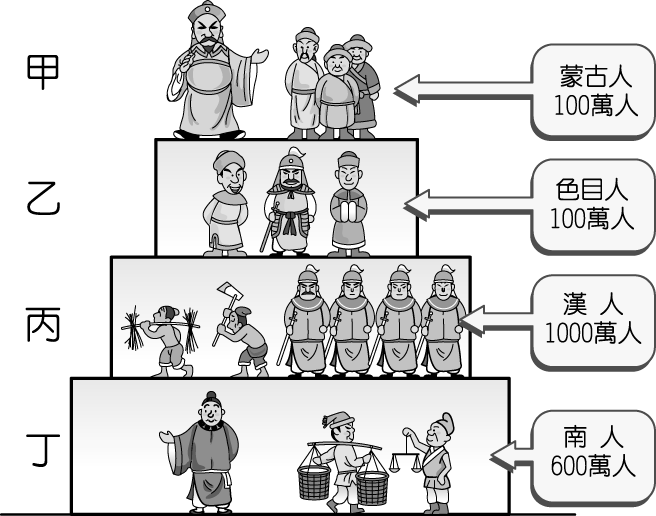 甲
蒙古人
100萬人
乙
色目人
100萬人
丙
漢 人
1000萬人
丁
南 人
600萬人